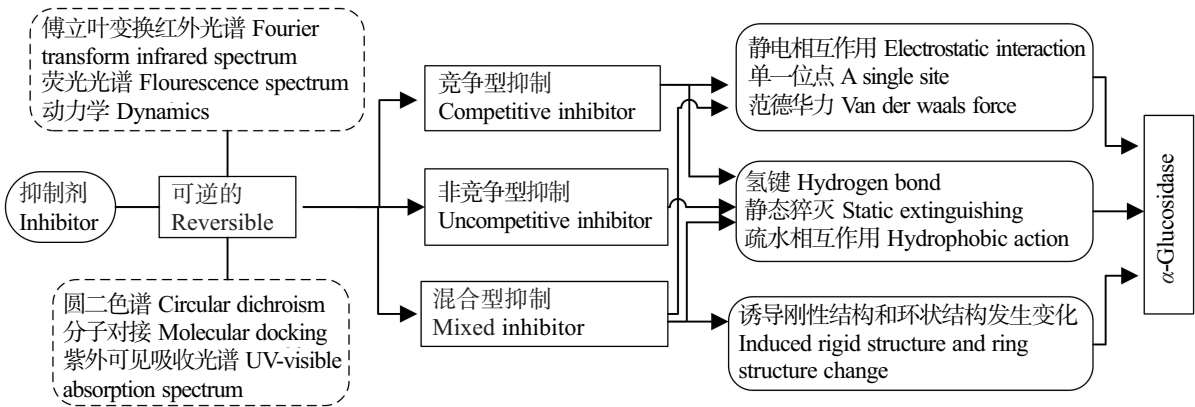 傅立叶变换红外光谱 Fourier
transform infrared spectrum
荧光光谱 Flourescence spectrum
动力学 Dynamics
抑制剂
Inhibitor
可逆的
Reversible
圆二色谱 Circular dichroism
分子对接 Molecular docking
紫外可见吸收光谱 UV-visible
absorption spectrum
竞争型抑制
Competitive inhibitor
非竞争型抑制
Uncompetitive inhibitor
混合型抑制
Mixed inhibitor
静电相互作用 Electrostatic interaction
单一位点 A single site
范德华力 Van der waals force
氢键 Hydrogen bond
静态猝灭 Static extinguishing
疏水相互作用 Hydrophobic action
诱导刚性结构和环状结构发生变化
Induced rigid structure and ring
structure change
α-Glucosidase